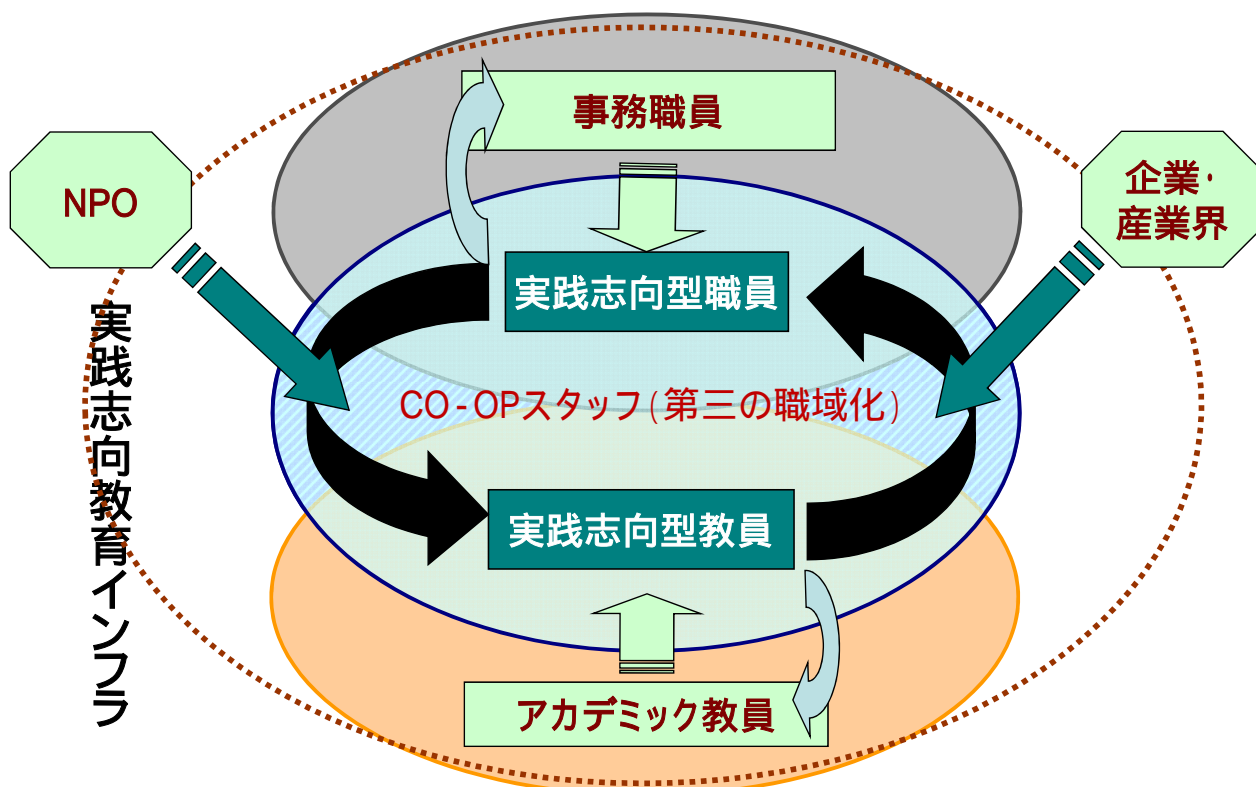 事務職員
NPO
企業・
産業界
実践志向型職員
CO-OPスタッフ(第三の職域化)
実践志向型教員
アカデミック教員
実践志向教育インフラ